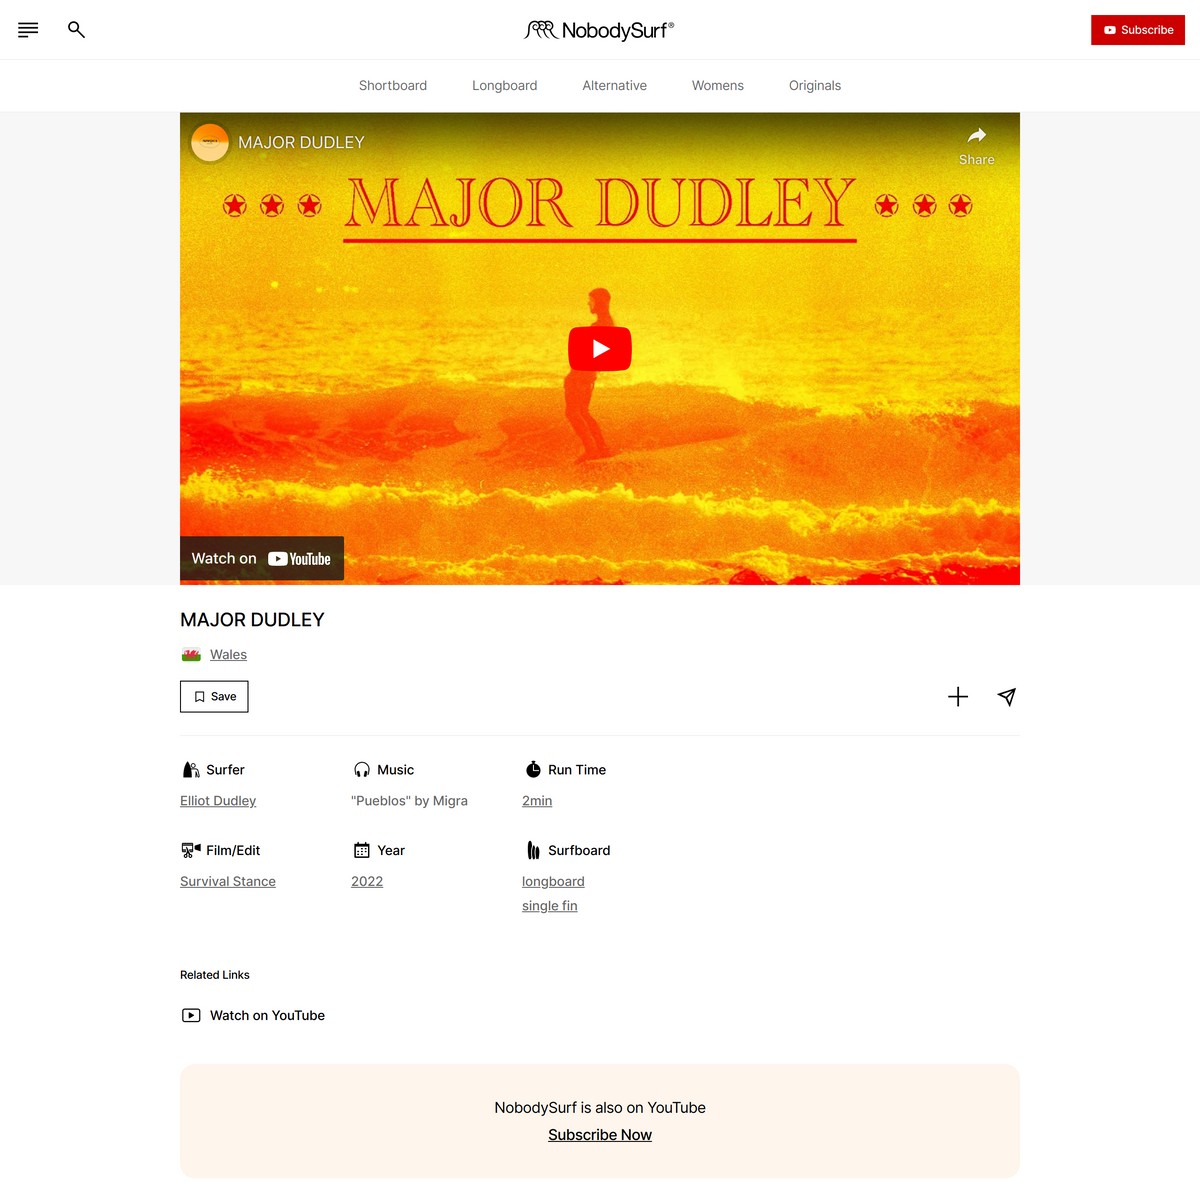 NobodySurf®
Subscribe
Shortboard
Longboard
Alternative
Womens
Originals
MAJOR DUDLEY
Share
MAJOR DUDLEY
Watch on YouTube
MAJOR DUDLEY
Wales
Save
Surfer
Elliot Dudley
Music
"Pueblos" by Migra
Run Time
2min
Film/Edit
Survival Stance
Year
2022
Surfboard
longboard
single fin
Related Links
Watch on YouTube
NobodySurf is also on YouTube
Subscribe Now